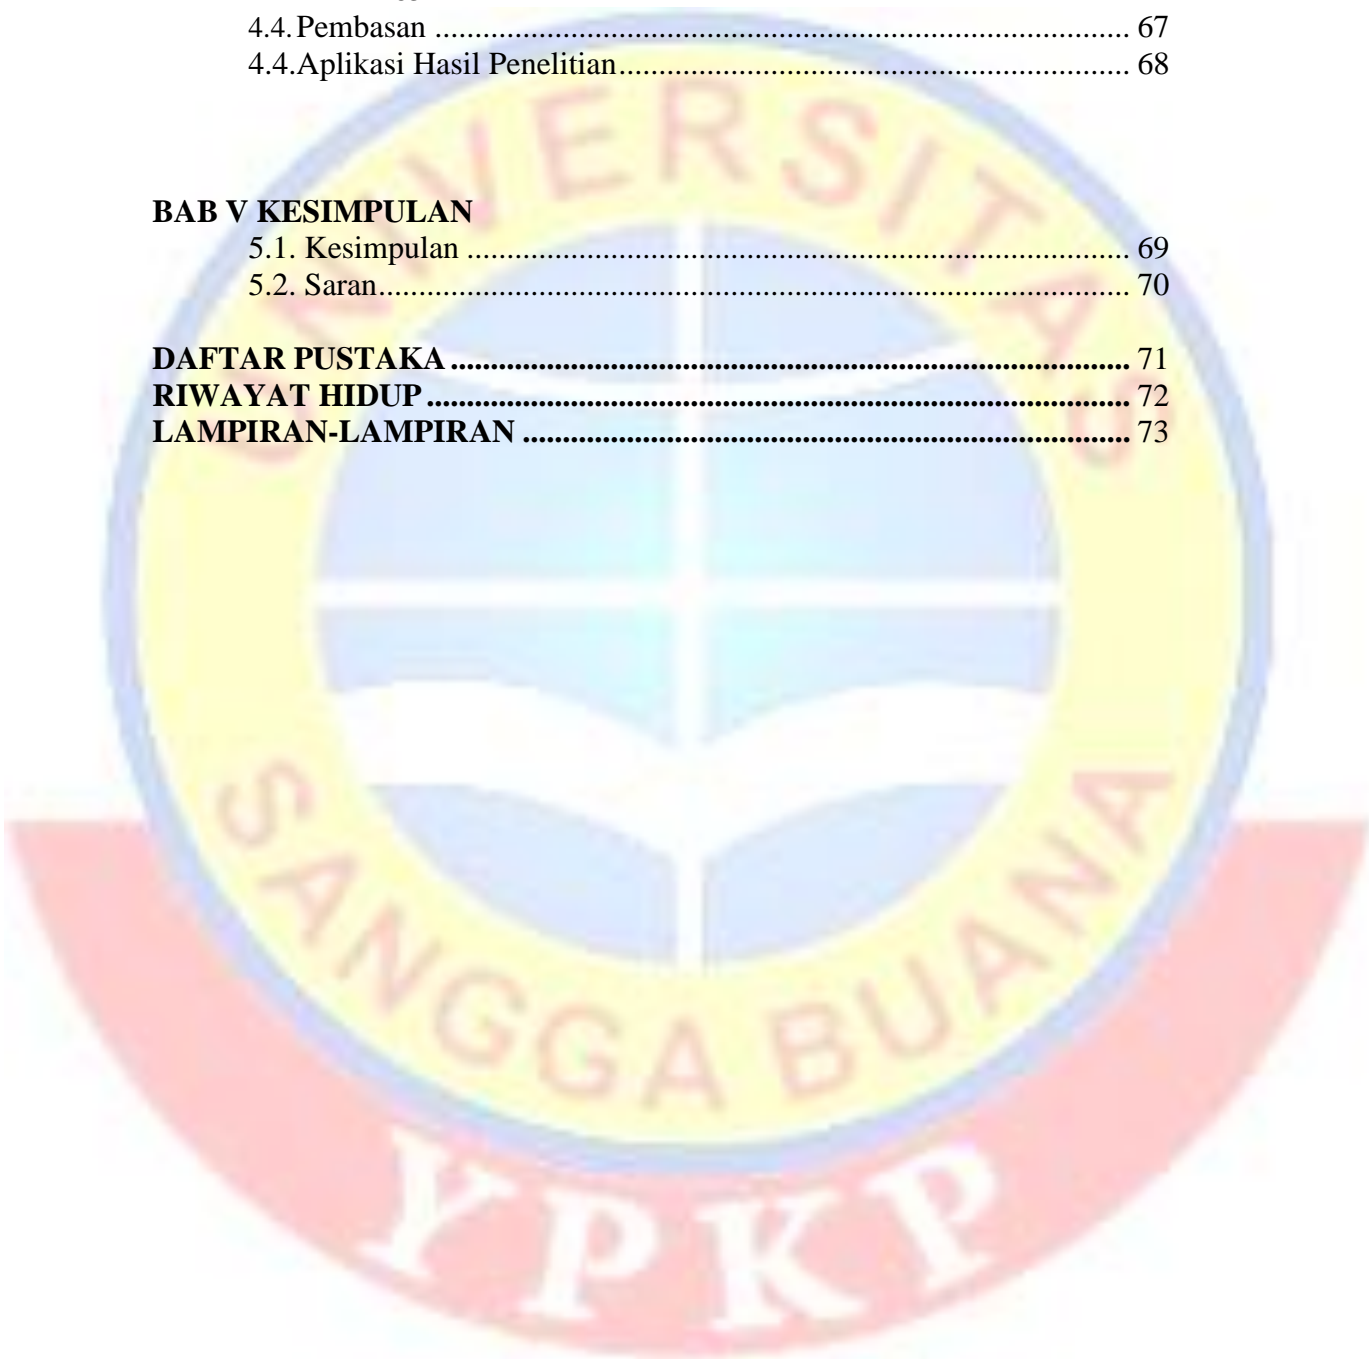 4.4. Pembasan ........................................................................................ 67
4.4.Aplikasi Hasil Penelitian................................................................. 68
BAB V KESIMPULAN
5.1. Kesimpulan .................................................................................... 69
5.2. Saran............................................................................................... 70
DAFTAR PUSTAKA ...................................................................................... 71
RIWAYAT HIDUP ......................................................................................... 72
LAMPIRAN-LAMPIRAN ............................................................................. 73
UNIVERSITAS
SANGGA BUANA
YPKP